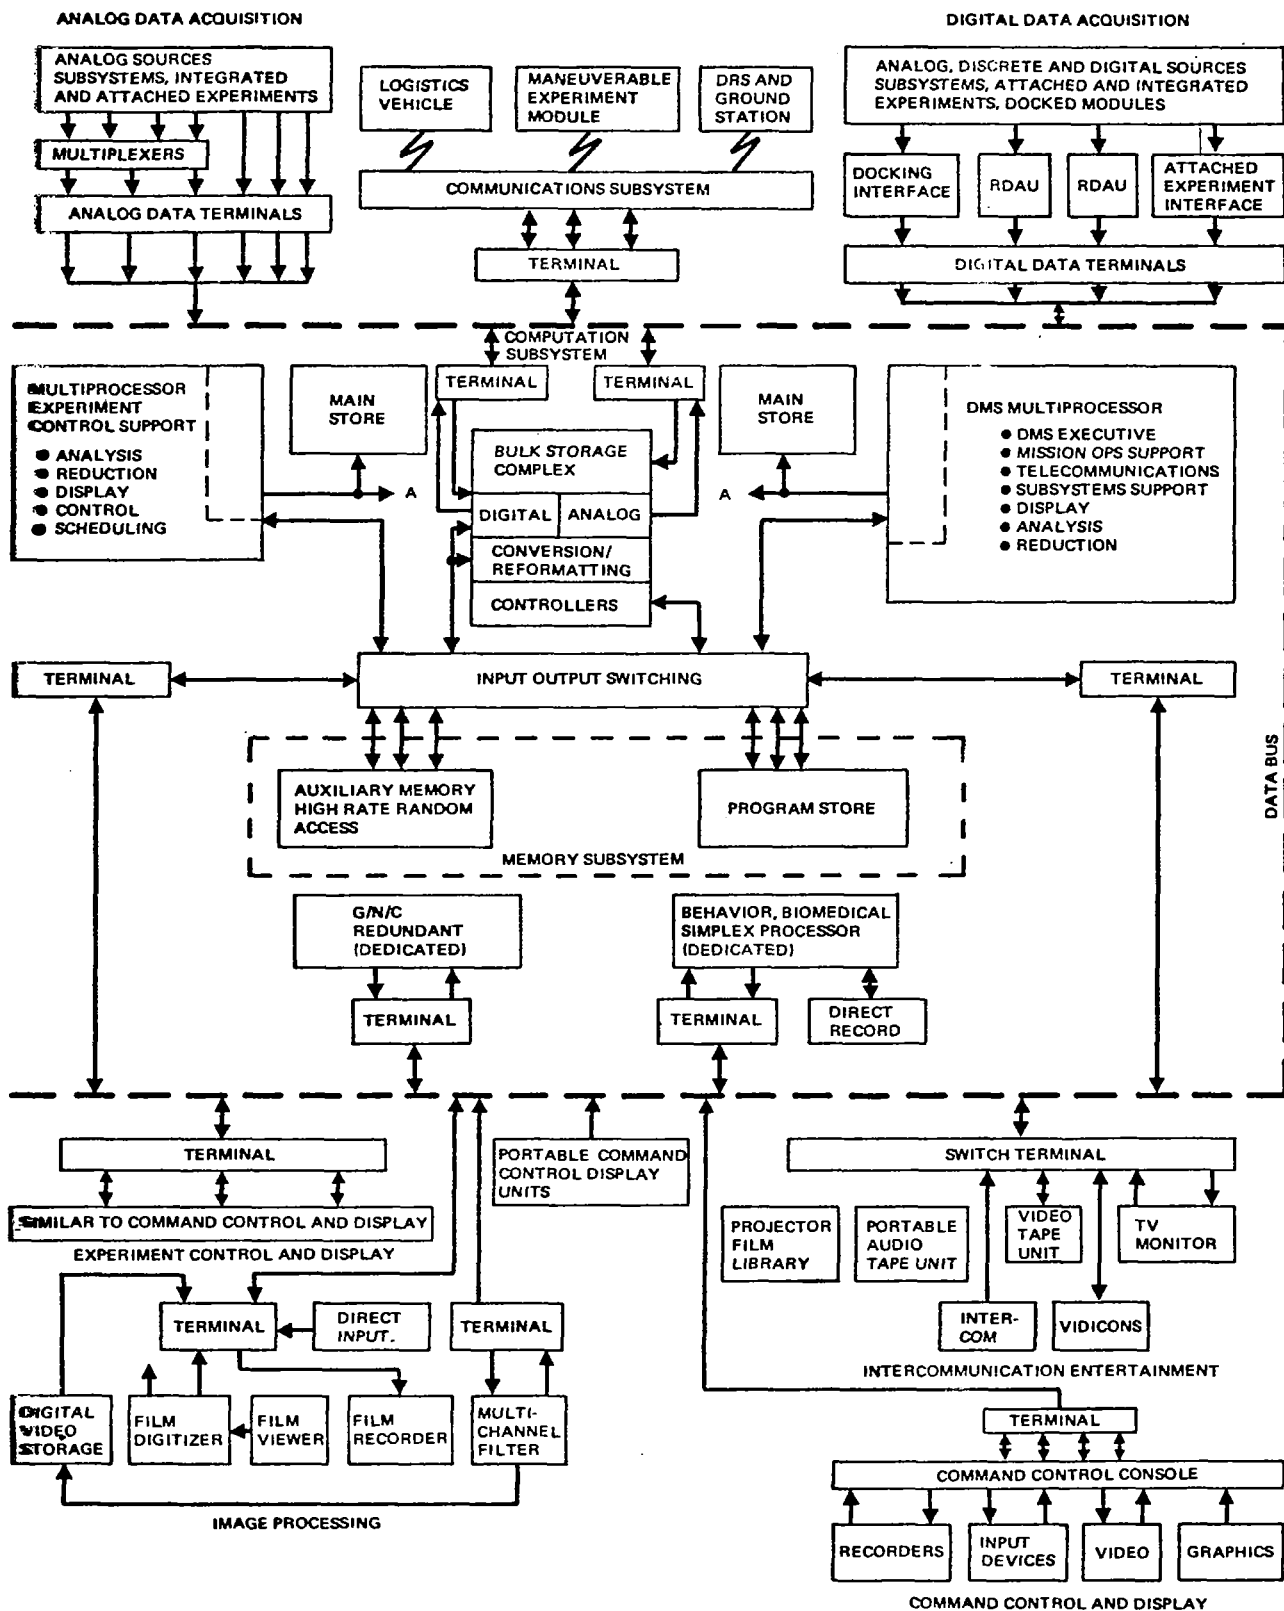 ANALOG DATA ACQUISITION
ANALOG SOURCES
SUBSYSTEMS, INTEGRATED
AND ATTACHED EXPERIMENTS
MULTIPLEXERS
ANALOG DATA TERMINALS
LOGISTICS
VEHICLE
MANEUVERABLE
EXPERIMENT
MODULE
DRS AND
GROUND
STATION
COMMUNICATIONS SUBSYSTEM
TERMINAL
DIGITAL DATA ACQUISITION
ANALOG, DISCRETE AND DIGITAL SOURCES
SUBSYSTEMS, ATTACHED AND INTEGRATED
EXPERIMENTS, DOCKED MODULES
DOCKING
INTERFACE
RDAU
RDAU
ATTACHED
EXPERIMENT
INTERFACE
DIGITAL DATA TERMINALS
COMPUTATION
SUBSYSTEM
MULTIPROCESSOR
EXPERIMENT
CONTROL SUPPORT
● ANALYSIS
● REDUCTION
● DISPLAY
● CONTROL
● SCHEDULING
MAIN
STORE
A
TERMINAL
TERMINAL
BULK STORAGE
COMPLEX
DIGITAL
ANALOG
CONVERSION/
REFORMATTING
CONTROLLERS
MAIN
STORE
A
DMS MULTIPROCESSOR
● DMS EXECUTIVE
● MISSION OPS SUPPORT
● TELECOMMUNICATIONS
● SUBSYSTEMS SUPPORT
● DISPLAY
● ANALYSIS
● REDUCTION
TERMINAL
INPUT OUTPUT SWITCHING
TERMINAL
AUXILIARY MEMORY
HIGH RATE RANDOM
ACCESS
PROGRAM STORE
MEMORY SUBSYSTEM
DATA BUS
G/N/C
REDUNDANT
(DEDICATED)
TERMINAL
BEHAVIOR, BIOMEDICAL
SIMPLEX PROCESSOR
(DEDICATED)
TERMINAL
DIRECT
RECORD
TERMINAL
SIMILAR TO COMMAND CONTROL AND DISPLAY
EXPERIMENT CONTROL AND DISPLAY
PORTABLE COMMAND
CONTROL DISPLAY
UNITS
SWITCH TERMINAL
PROJECTOR
FILM
LIBRARY
PORTABLE
AUDIO
TAPE UNIT
VIDEO
TAPE
UNIT
TV
MONITOR
INTER-
COM
VIDICONS
INTERCOMMUNICATION ENTERTAINMENT
TERMINAL
DIRECT
INPUT.
TERMINAL
DIGITAL
VIDEO
STORAGE
FILM
DIGITIZER
FILM
VIEWER
FILM
RECORDER
MULTI-
CHANNEL
FILTER
IMAGE PROCESSING
TERMINAL
COMMAND CONTROL CONSOLE
RECORDERS
INPUT
DEVICES
VIDEO
GRAPHICS
COMMAND CONTROL AND DISPLAY